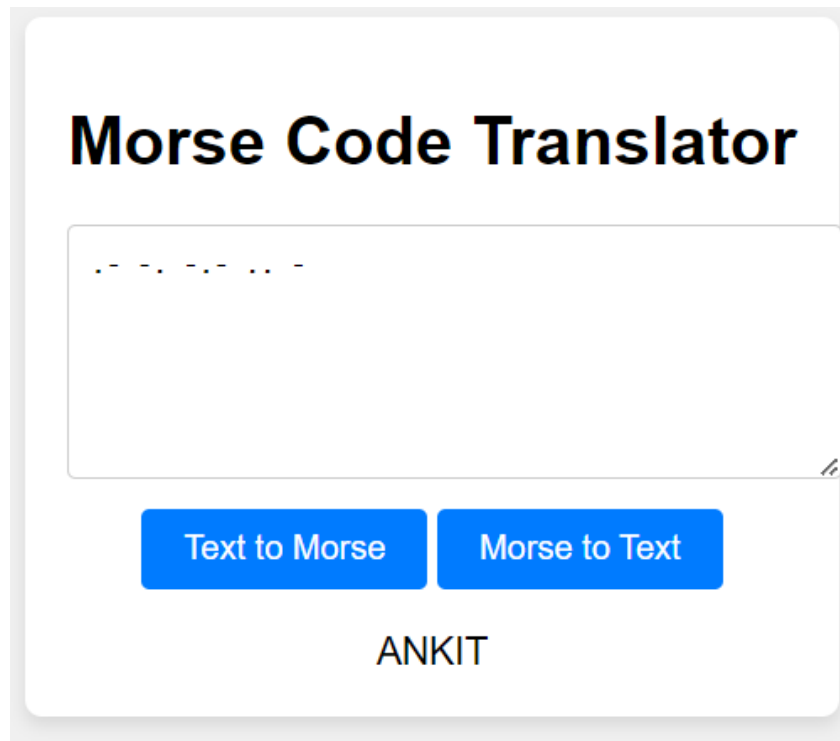 Morse Code Translator
.- -. -.- .. -
Text to Morse Morse to Text
ANKIT